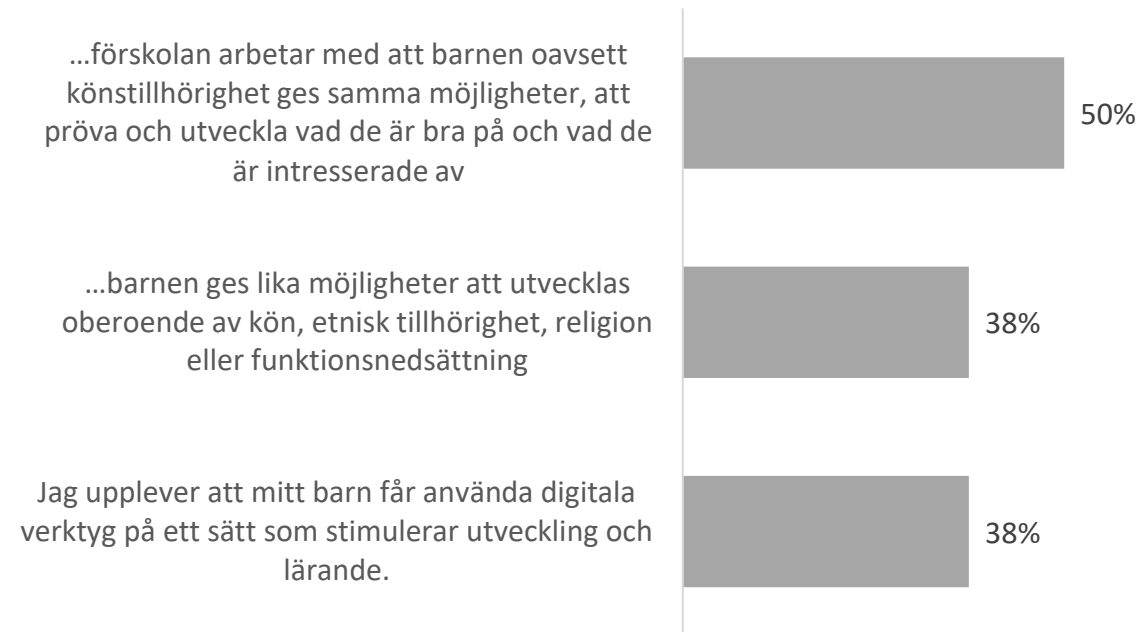 …förskolan arbetar med att barnen oavsett
könstillhörighet ges samma möjligheter, att
pröva och utveckla vad de är bra på och vad de
är intresserade av
50%
…barnen ges lika möjligheter att utvecklas
oberoende av kön, etnisk tillhörighet, religion
eller funktionsnedsättning
38%
Jag upplever att mitt barn får använda digitala
verktyg på ett sätt som stimulerar utveckling och
lärande.
38%